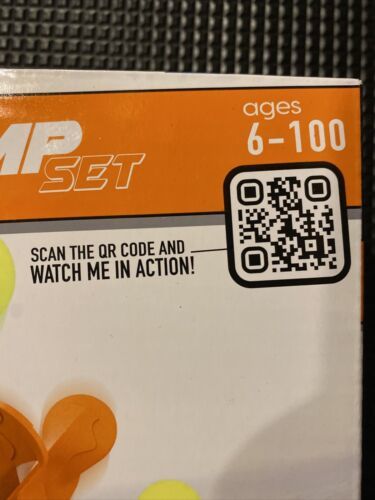 ages
6-100
MP
SET
SCAN THE QR CODE AND
WATCH ME IN ACTION!